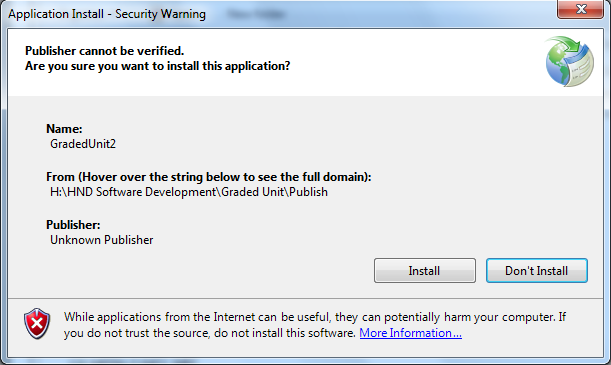 Application Install - Security Warning
Publisher cannot be verified.
Are you sure you want to install this application?
Name:
GradedUnit2
From (Hover over the string below to see the full domain):
H:\HND Software Development\Graded Unit\Publish
Publisher:
Unknown Publisher
Install
Don't Install
While applications from the Internet can be useful, they can potentially harm your computer. If
you do not trust the source, do not install this software. More Information...